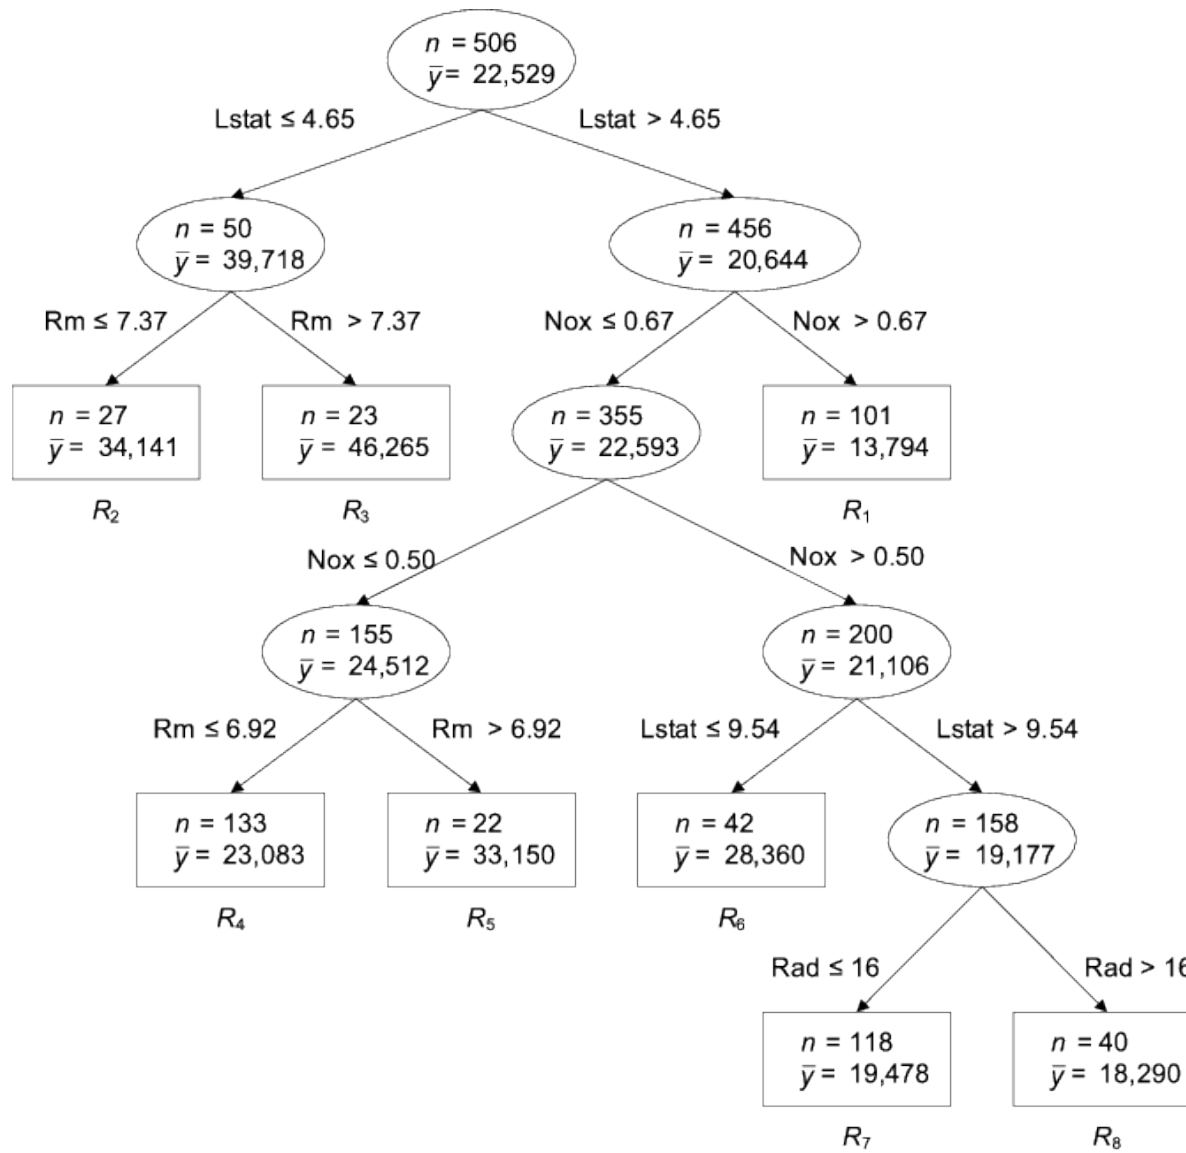 n = 506
ȳ = 22,529
Lstat ≤ 4.65
Lstat > 4.65
n = 50
ȳ = 39,718
n = 456
ȳ = 20,644
Rm ≤ 7.37
Rm > 7.37
Nox ≤ 0.67
Nox > 0.67
n = 27
ȳ = 34,141
n = 23
ȳ = 46,265
n = 355
ȳ = 22,593
n = 101
ȳ = 13,794
R₂
R₃
R₁
Nox ≤ 0.50
Nox > 0.50
n = 155
ȳ = 24,512
n = 200
ȳ = 21,106
Rm ≤ 6.92
Rm > 6.92
Lstat ≤ 9.54
Lstat > 9.54
n = 133
ȳ = 23,083
n = 22
ȳ = 33,150
n = 42
ȳ = 28,360
n = 158
ȳ = 19,177
R₄
R₅
R₆
Rad ≤ 16
Rad > 16
n = 118
ȳ = 19,478
n = 40
ȳ = 18,290
R₇
R₈